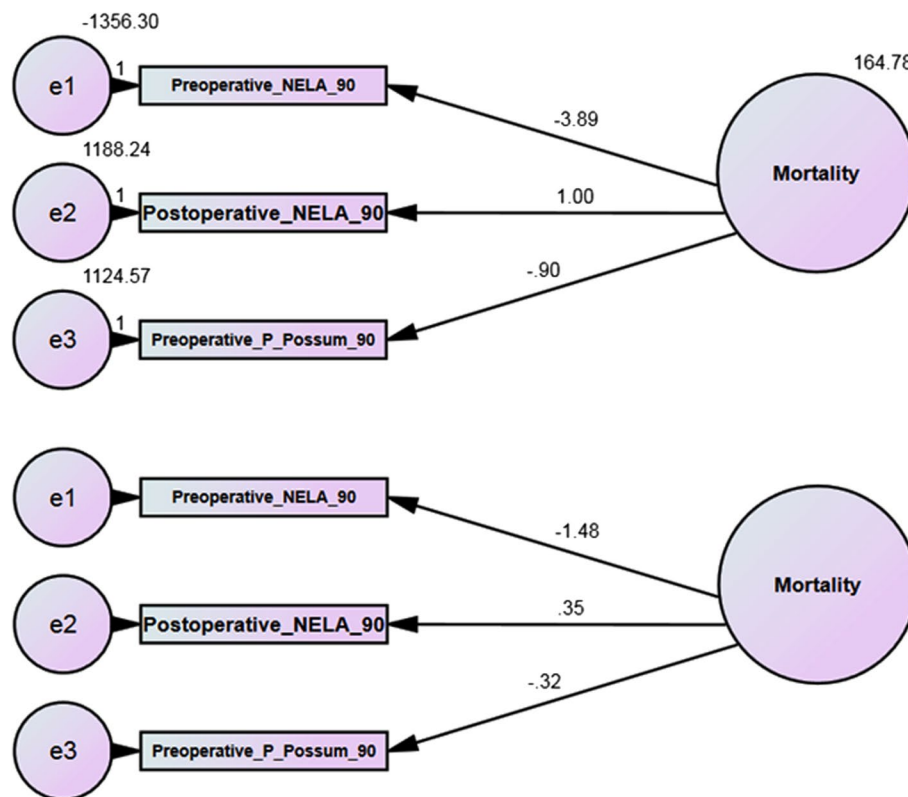 -1356.30
164.78
e1
1
Preoperative_NELA_90
-3.89
1188.24
Mortality
e2
1
Postoperative_NELA_90
1.00
1124.57
-.90
e3
1
Preoperative_P_Possum_90
e1
Preoperative_NELA_90
-1.48
Mortality
e2
Postoperative_NELA_90
.35
-.32
e3
Preoperative_P_Possum_90